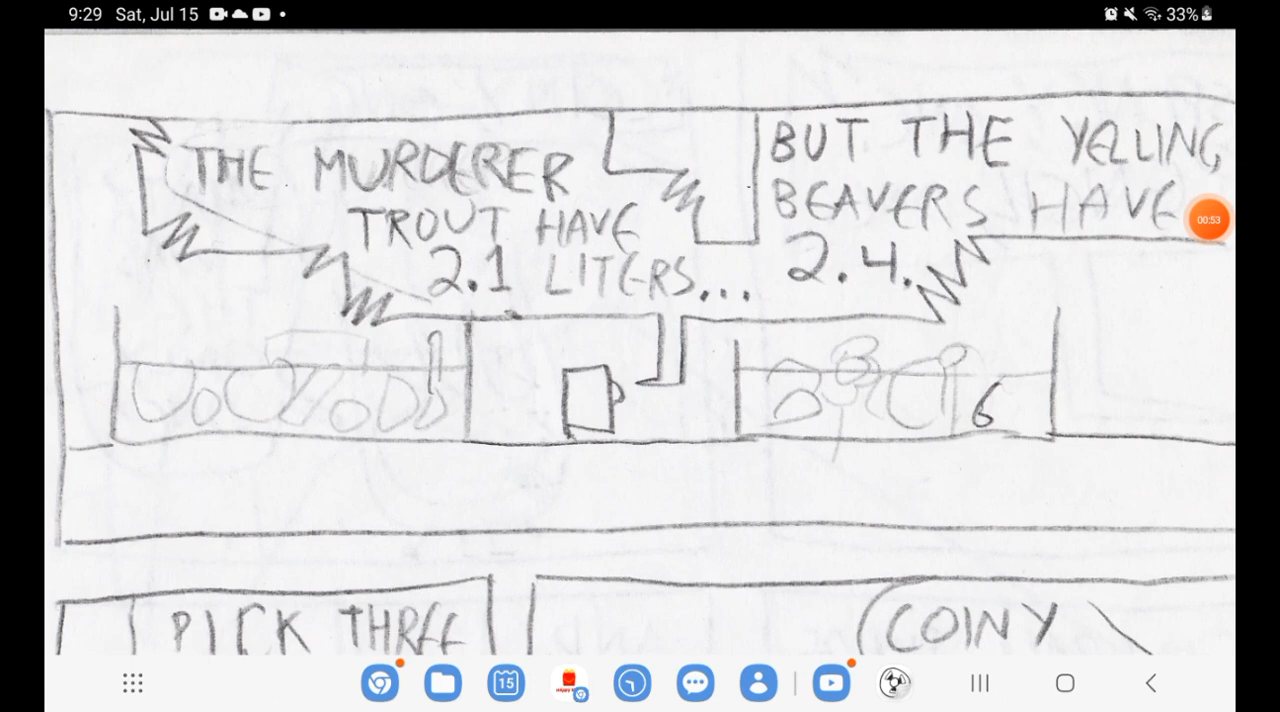 9:29 Sat, Jul 15
33%
THE MURDERER
TROUT HAVE
2.1 LITERS...
BUT THE YELLING
BEAVERS HAVE
2.4.
00:53
6
PICK THREE
COINY
15